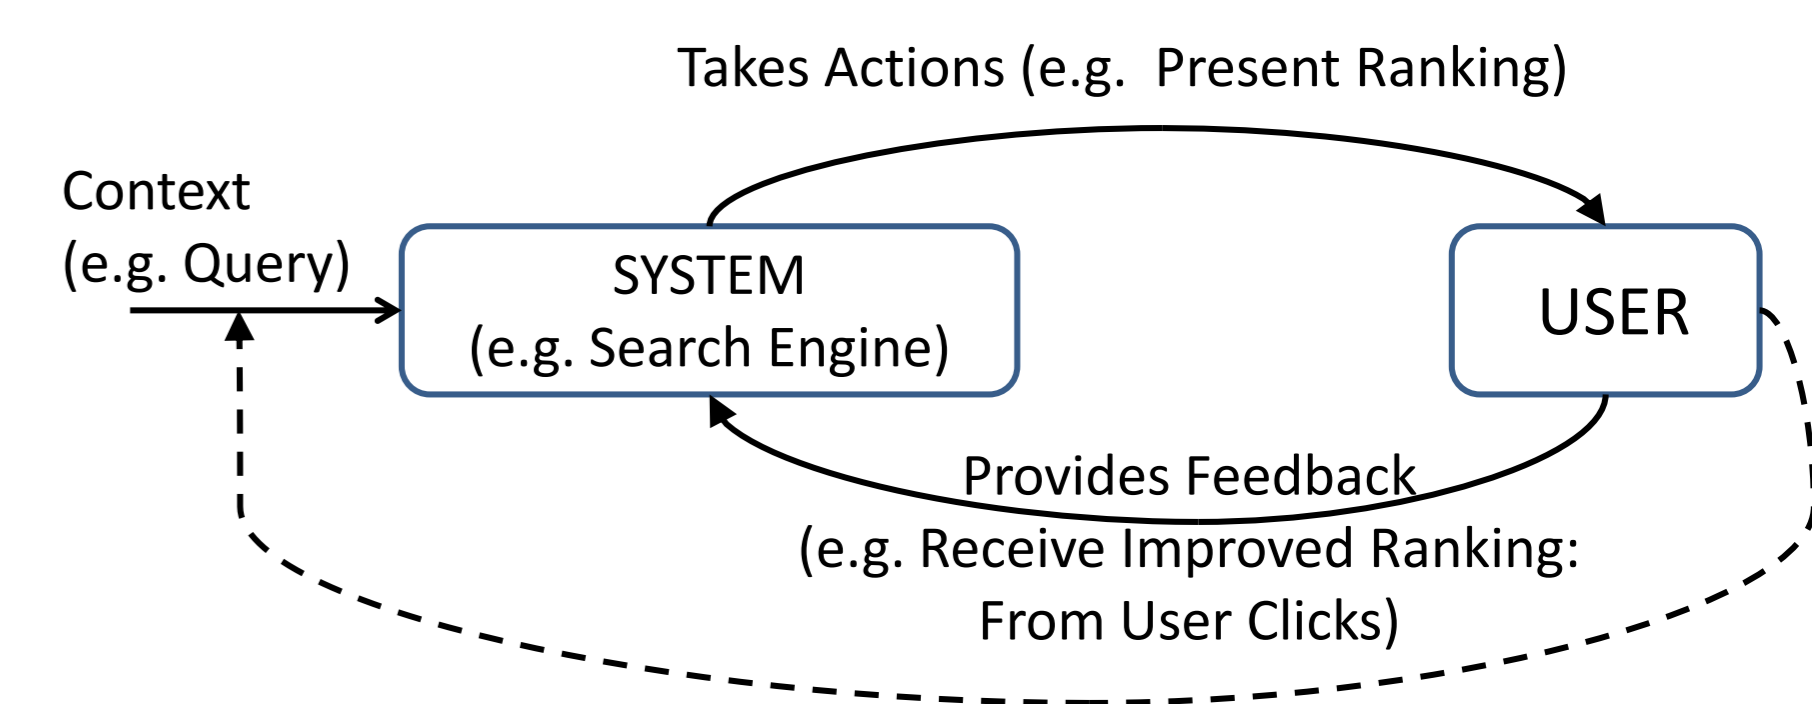 Takes Actions (e.g.  Present Ranking)
Context
(e.g. Query)
SYSTEM
(e.g. Search Engine)
USER
Provides Feedback
(e.g. Receive Improved Ranking:
From User Clicks)